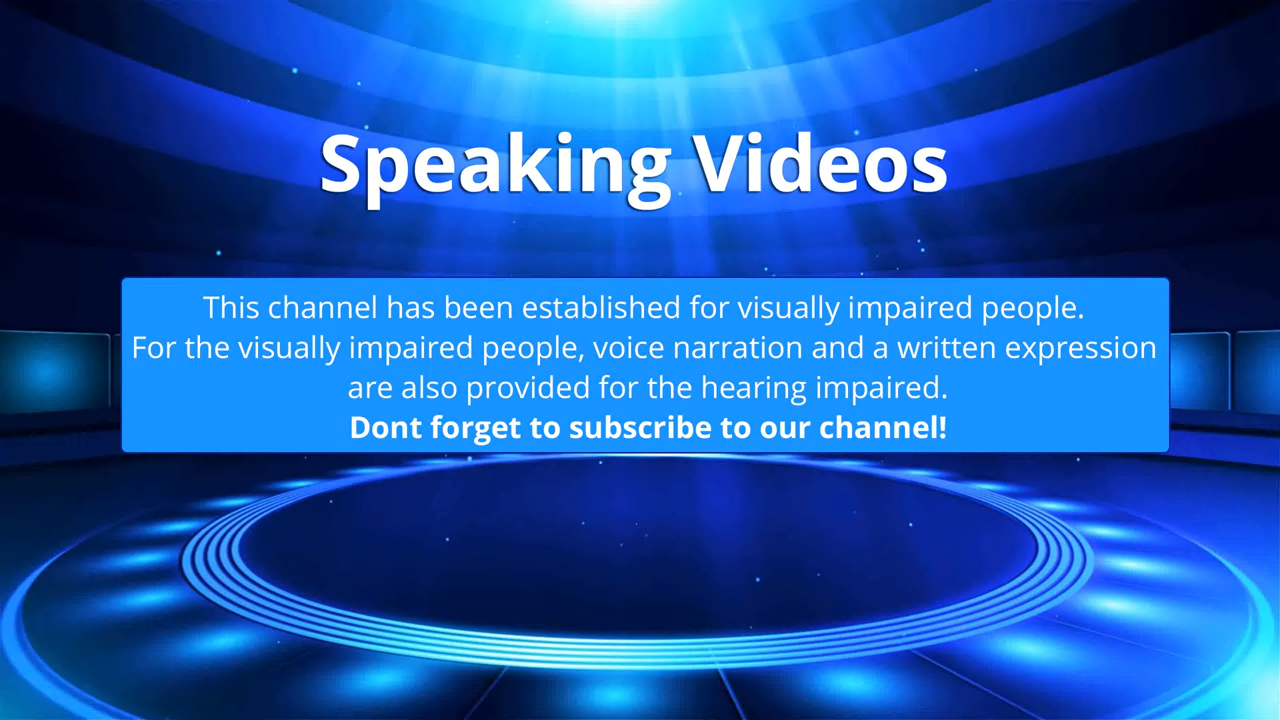 Speaking Videos
This channel has been established for visually impaired people.
For the visually impaired people, voice narration and a written expression
are also provided for the hearing impaired.
Dont forget to subscribe to our channel!